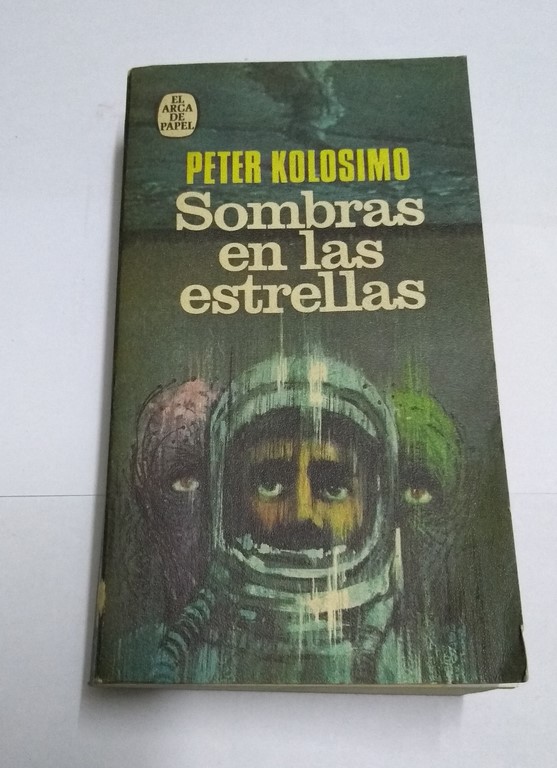 EL
ARCA
DE
PAPEL
PETER KOLOSIMO
Sombras
en las
estrellas